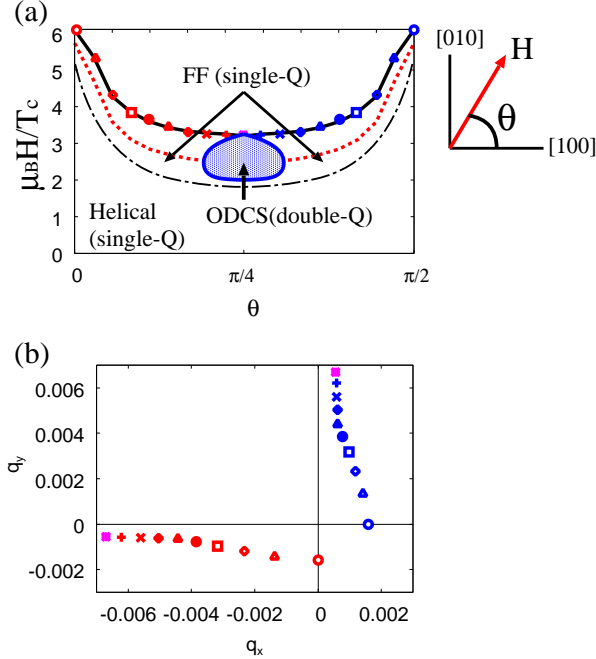 (a)
6
5
4
3
2
1
0
μBH/Tc
FF (single-Q)
Helical
(single-Q)
ODCS(double-Q)
0
π/4
π/2
θ
[010]
H
θ
[100]
(b)
0.006
0.004
0.002
0
-0.002
qy
-0.006
-0.004
-0.002
0
0.002
qx